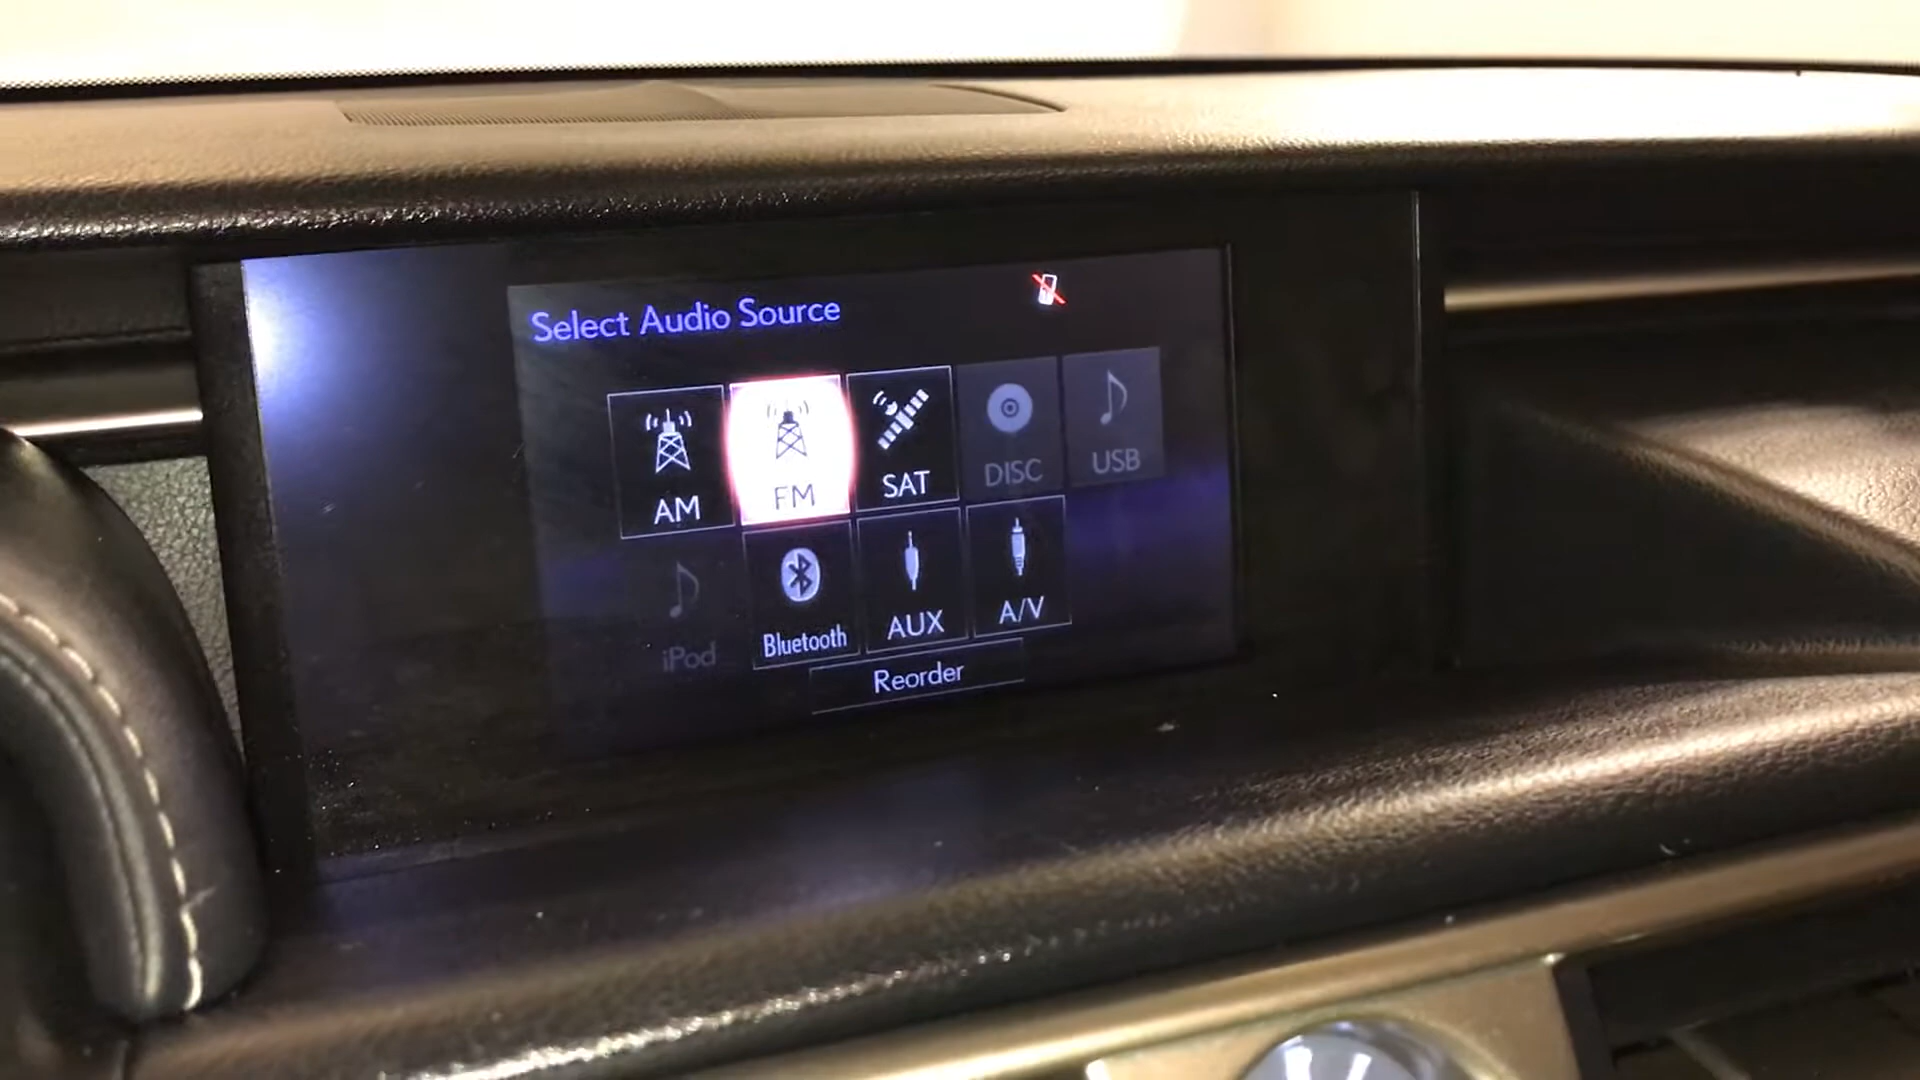 Select Audio Source
AM FM SAT DISC USB
iPod Bluetooth AUX A/V
Reorder